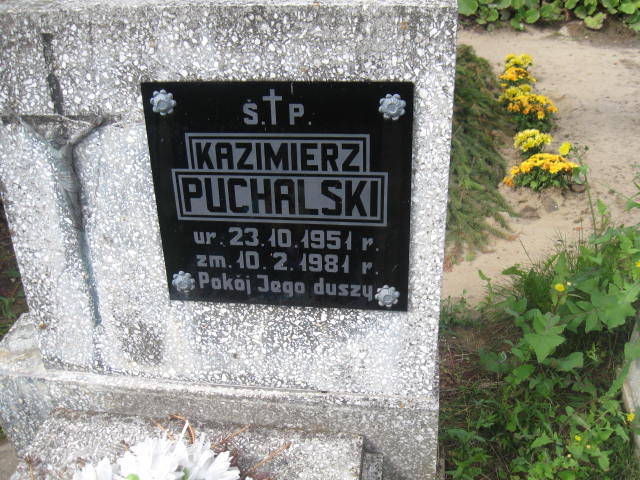 Ś.†P.
KAZIMIERZ
PUCHALSKI
ur. 23.10.1951 r.
zm. 10.2.1981 r.
Pokój Jego duszy.